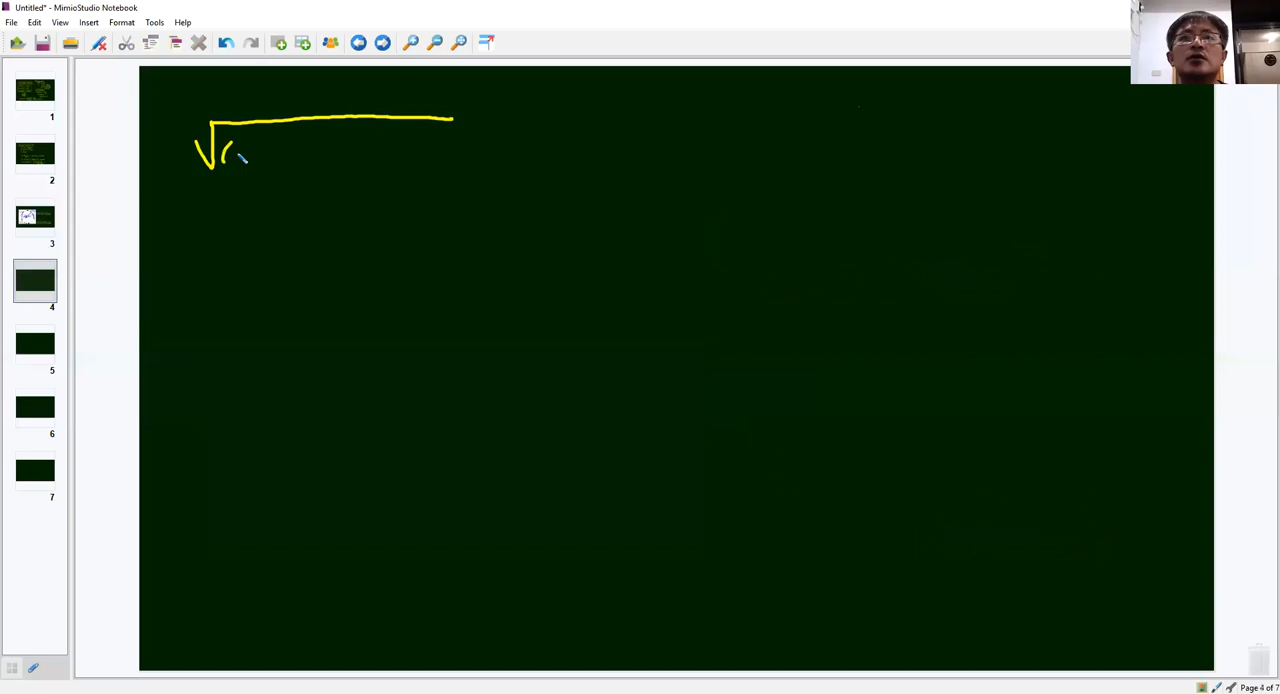 Untitled* - MimioStudio Notebook
File Edit View Insert Format Tools Help
1
2
3
4
5
6
7
√(
Page 4 of 7